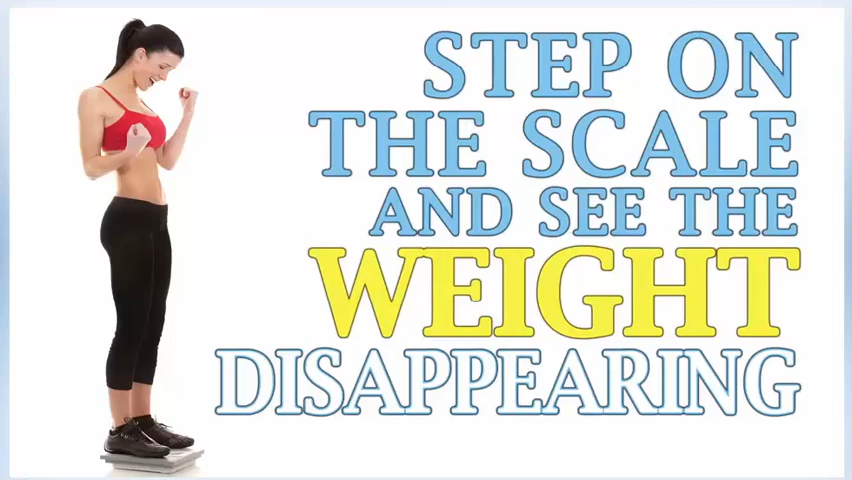 STEP ON
THE SCALE
AND SEE THE
WEIGHT
DISAPPEARING